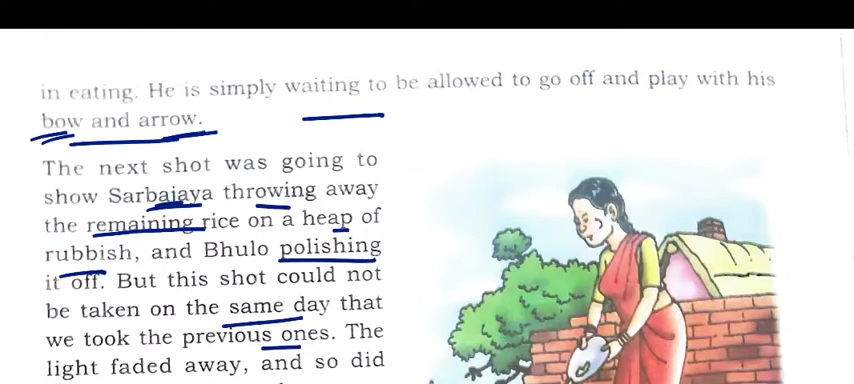 in eating. He is simply waiting to be allowed to go off and play with his
bow and arrow.
The next shot was going to
show Sarbajaya throwing away
the remaining rice on a heap of
rubbish, and Bhulo polishing
it off. But this shot could not
be taken on the same day that
we took the previous ones. The
light faded away, and so did